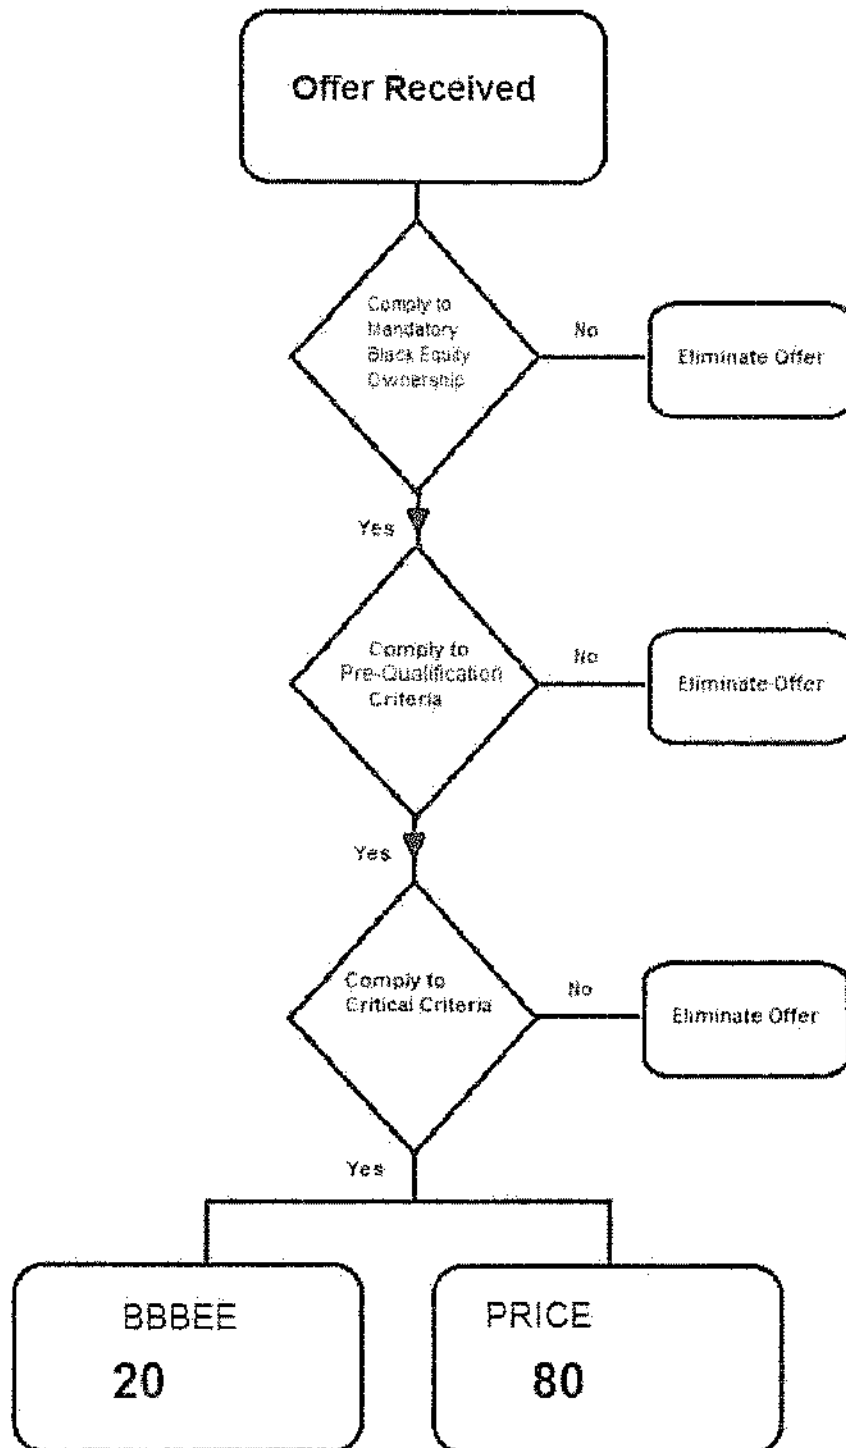 Offer Received
Comply to
Mandatory
Black Equity
Ownership
No
Eliminate Offer
Yes
Comply to
Pre-Qualification
Criteria
No
Eliminate Offer
Yes
Comply to
Critical Criteria
No
Eliminate Offer
Yes
BBBEE
20
PRICE
80